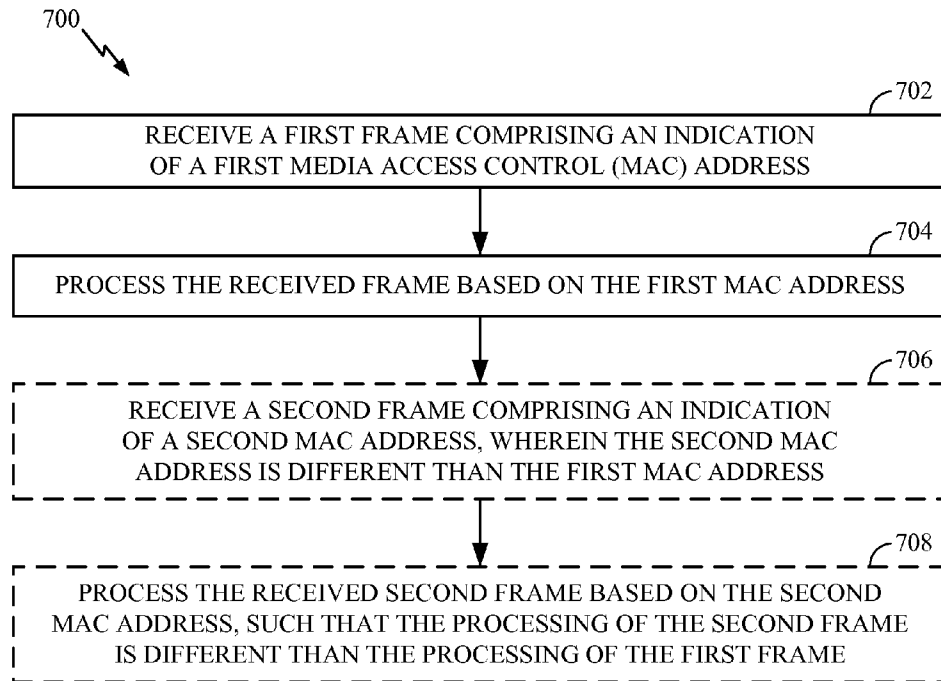 700
702
RECEIVE A FIRST FRAME COMPRISING AN INDICATION
OF A FIRST MEDIA ACCESS CONTROL (MAC) ADDRESS
704
PROCESS THE RECEIVED FRAME BASED ON THE FIRST MAC ADDRESS
706
RECEIVE A SECOND FRAME COMPRISING AN INDICATION
OF A SECOND MAC ADDRESS, WHEREIN THE SECOND MAC
ADDRESS IS DIFFERENT THAN THE FIRST MAC ADDRESS
708
PROCESS THE RECEIVED SECOND FRAME BASED ON THE SECOND
MAC ADDRESS, SUCH THAT THE PROCESSING OF THE SECOND FRAME
IS DIFFERENT THAN THE PROCESSING OF THE FIRST FRAME